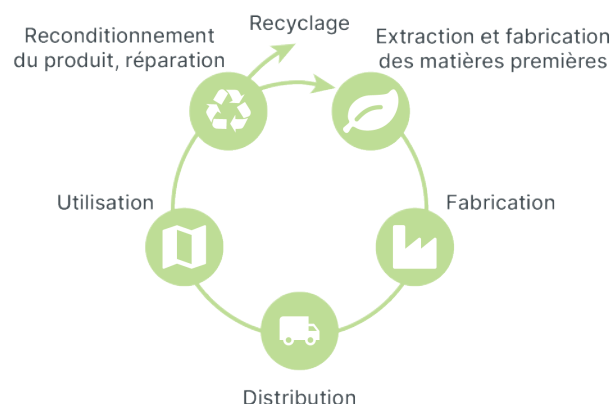 Recyclage
Reconditionnement
du produit, réparation
Extraction et fabrication
des matières premières
Utilisation
Fabrication
Distribution